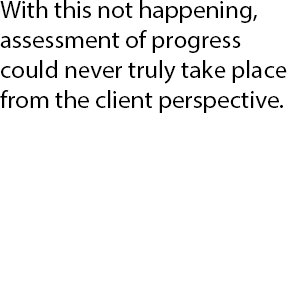 With this not happening,
assessment of progress
could never truly take place
from the client perspective.